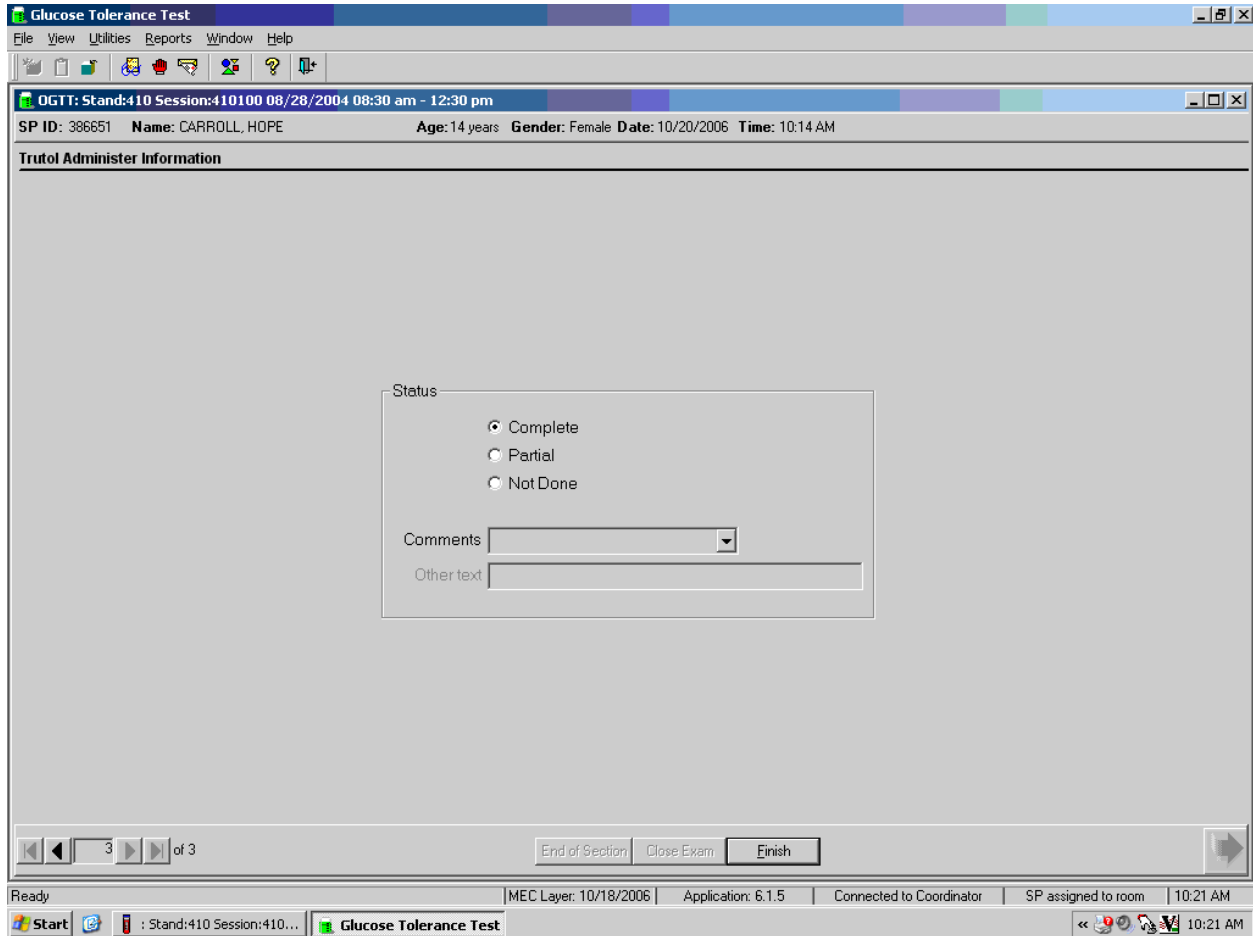 Glucose Tolerance Test
File View Utilities Reports Window Help
OGTT: Stand:410 Session:410100 08/28/2004 08:30 am - 12:30 pm
SP ID: 386651 Name: CARROLL, HOPE Age: 14 years Gender: Female Date: 10/20/2006 Time: 10:14 AM
Trutol Administer Information
Status
Complete
Partial
Not Done
Comments
Other text
3 of 3 End of Section Close Exam Finish
Ready MEC Layer: 10/18/2006 Application: 6.1.5 Connected to Coordinator SP assigned to room 10:21 AM
Start : Stand:410 Session:410... Glucose Tolerance Test « 10:21 AM